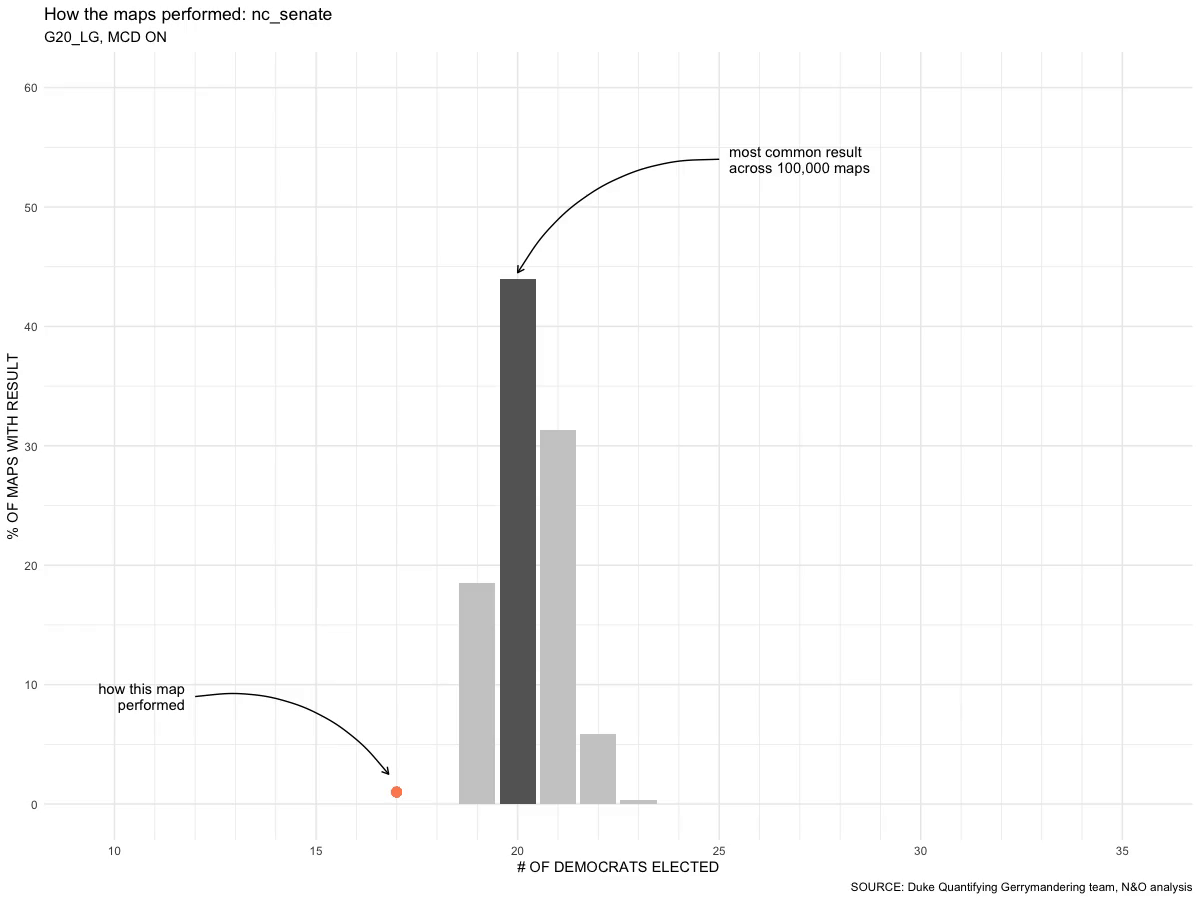 How the maps performed: nc_senate
G20_LG, MCD ON
60
50
40
30
20
10
0
% OF MAPS WITH RESULT
most common result
across 100,000 maps
how this map
performed
10
15
20
25
30
35
# OF DEMOCRATS ELECTED
SOURCE: Duke Quantifying Gerrymandering team, N&O analysis